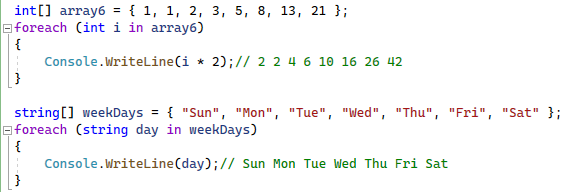 int[] array6 = { 1, 1, 2, 3, 5, 8, 13, 21 };
foreach (int i in array6)
{
    Console.WriteLine(i * 2);// 2 2 4 6 10 16 26 42
}

string[] weekDays = { "Sun", "Mon", "Tue", "Wed", "Thu", "Fri", "Sat" };
foreach (string day in weekDays)
{
    Console.WriteLine(day);// Sun Mon Tue Wed Thu Fri Sat
}